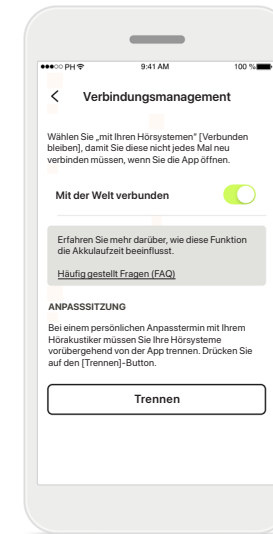 PH 9:41 AM 100 %
Verbindungsmanagement
Wählen Sie „mit Ihren Hörsystemen“ [Verbunden
bleiben], damit Sie diese nicht jedes Mal neu
verbinden müssen, wenn Sie die App öffnen.
Mit der Welt verbunden
Erfahren Sie mehr darüber, wie diese Funktion
die Akkulaufzeit beeinflusst.
Häufig gestellt Fragen (FAQ)
ANPASSSITZUNG
Bei einem persönlichen Anpasstermin mit Ihrem
Hörakustiker müssen Sie Ihre Hörsysteme
vorübergehend von der App trennen. Drücken Sie
auf den [Trennen]-Button.
Trennen